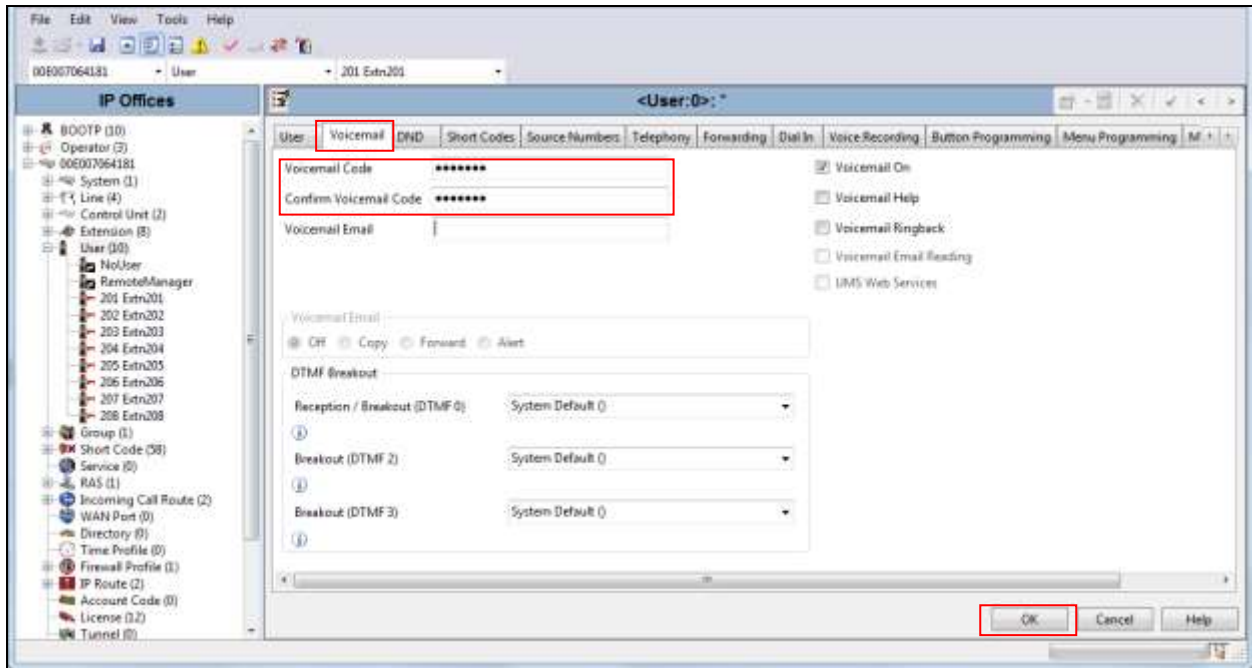 File Edit View Tools Help
00E007064181 User 201 Extn201
IP Offices
BOOTP (10)
Operator (3)
00E007064181
System (1)
Line (4)
Control Unit (2)
Extension (8)
User (10)
NoUser
RemoteManager
201 Extn201
202 Extn202
203 Extn203
204 Extn204
205 Extn205
206 Extn206
207 Extn207
208 Extn208
Group (1)
Short Code (58)
Service (0)
RAS (1)
Incoming Call Route (2)
WAN Port (0)
Directory (0)
Time Profile (0)
Firewall Profile (1)
IP Route (2)
Account Code (0)
License (12)
Tunnel (0)
<User:0>: *
User Voicemail DND Short Codes Source Numbers Telephony Forwarding Dial In Voice Recording Button Programming Menu Programming M
Voicemail Code •••••••
Confirm Voicemail Code •••••••
Voicemail Email
Voicemail On
Voicemail Help
Voicemail Ringback
Voicemail Email Reading
UMS Web Services
Voicemail Email
Off Copy Forward Alert
DTMF Breakout
Reception / Breakout (DTMF 0) System Default ()
Breakout (DTMF 2) System Default ()
Breakout (DTMF 3) System Default ()
OK Cancel Help